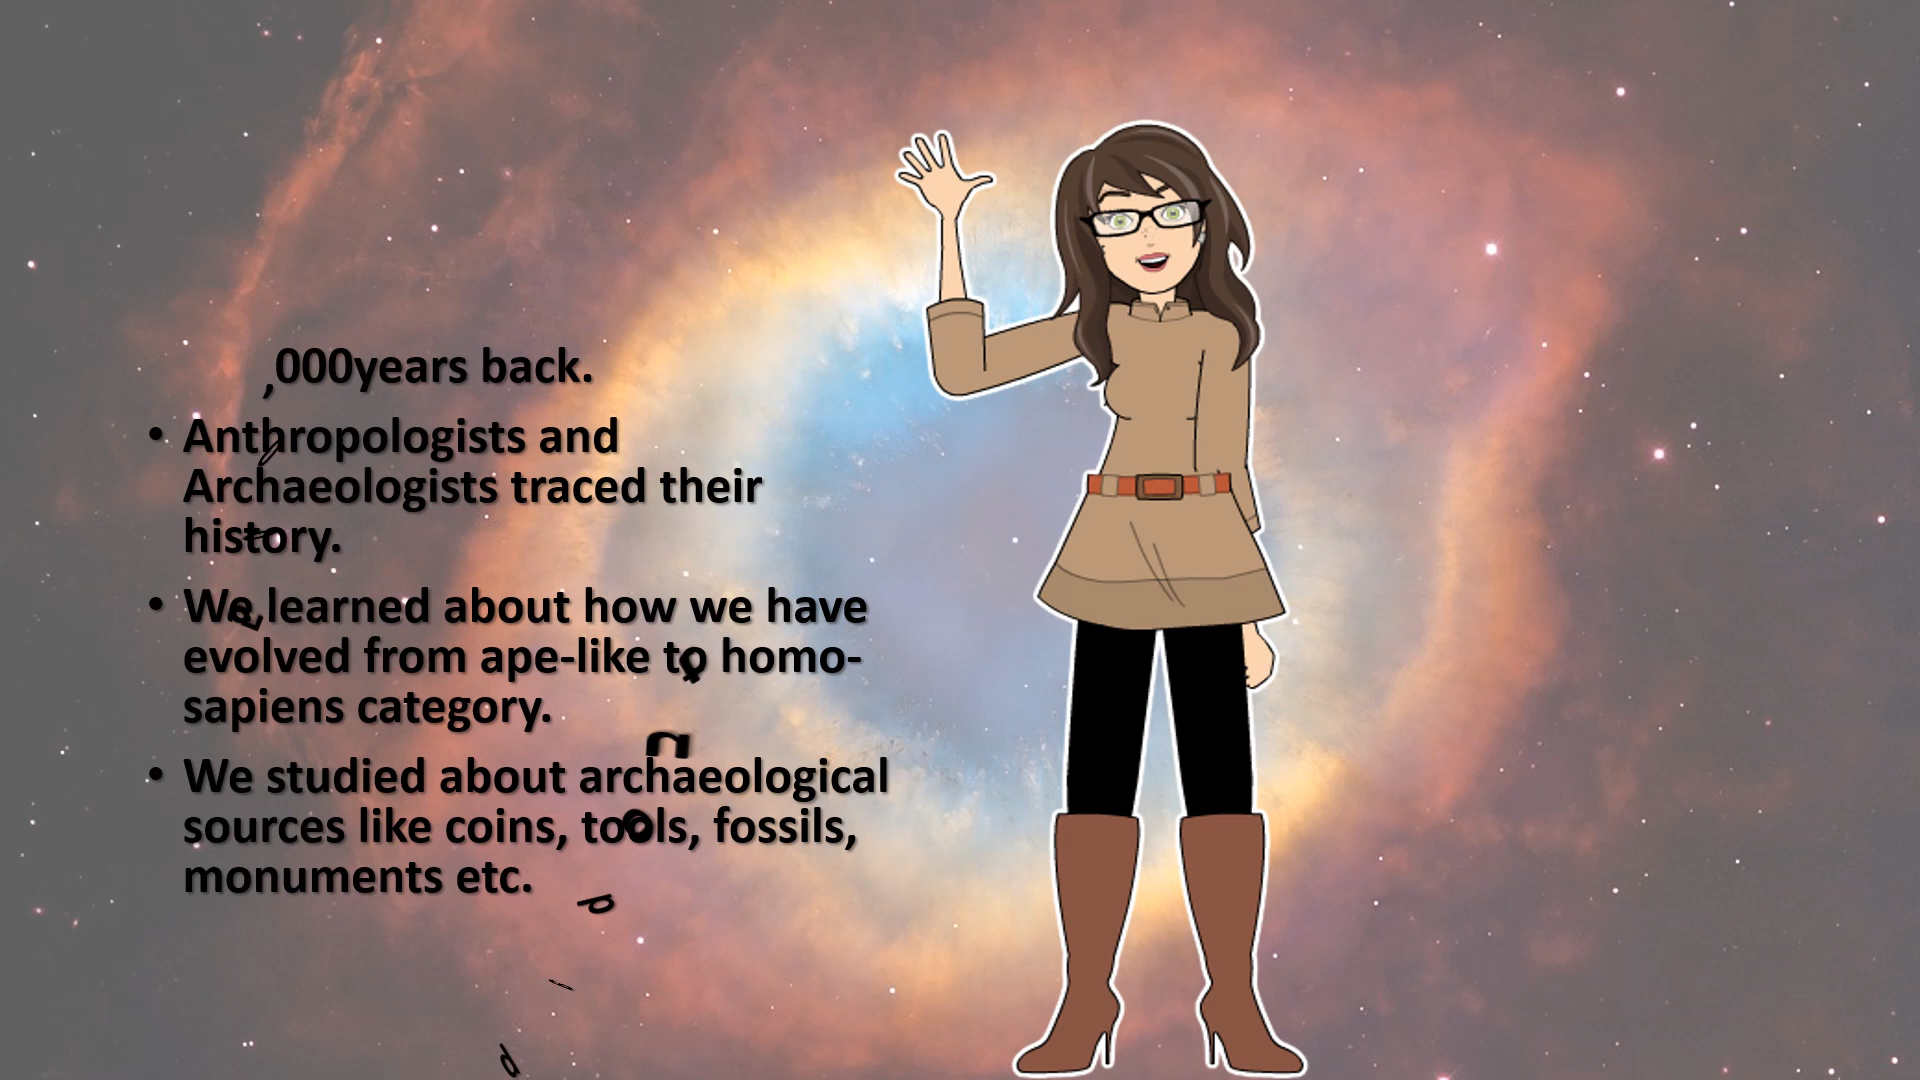 ,000years back.
• Anthropologists and
Archaeologists traced their
history.
• We learned about how we have
evolved from ape-like to homo-
sapiens category.
• We studied about archaeological
sources like coins, tools, fossils,
monuments etc.